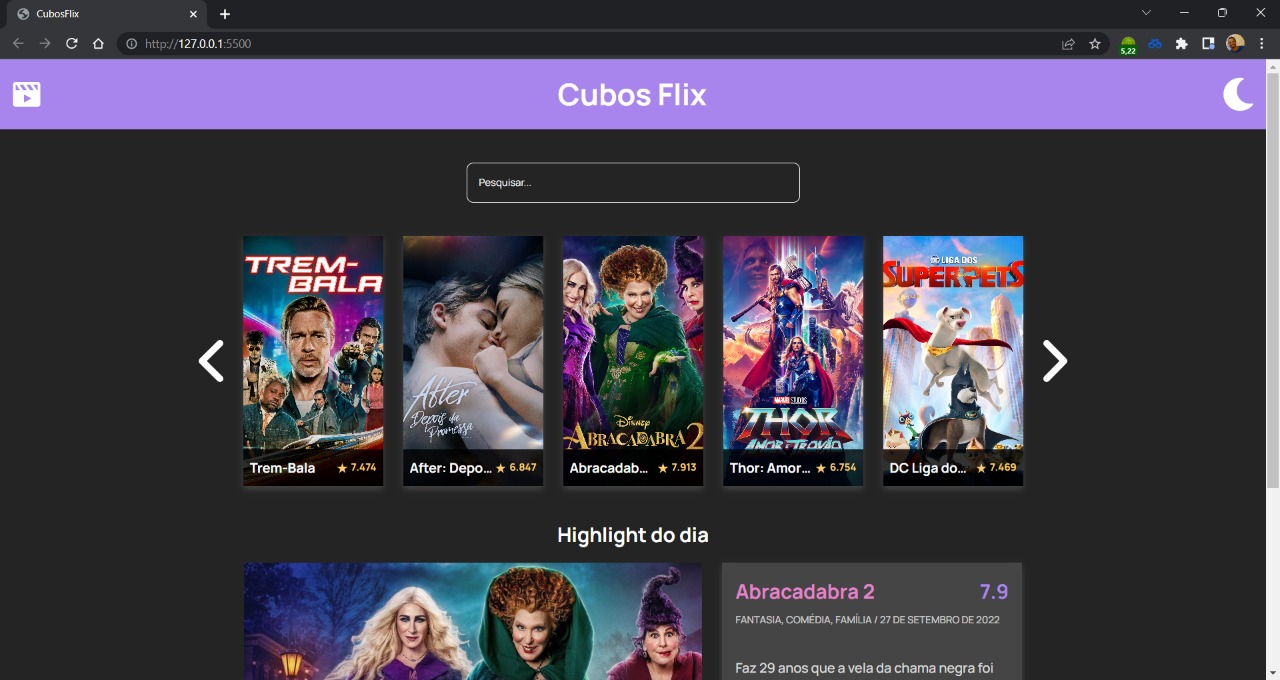 CubosFlix
http://127.0.0.1:5500
5,22
Cubos Flix
Pesquisar...
TREM-BALA
Trem-Bala ★ 7.474
After
Depois da Promessa
After: Depo... ★ 6.847
Disney
ABRACADABRA 2
Abracadab... ★ 7.913
MARVEL STUDIOS
THOR
AMOR E TROVÃO
Thor: Amor... ★ 6.754
DC LIGA DOS
SUPERPETS
DC Liga do... ★ 7.469
Highlight do dia
Abracadabra 2 7.9
FANTASIA, COMÉDIA, FAMÍLIA / 27 DE SETEMBRO DE 2022
Faz 29 anos que a vela da chama negra foi